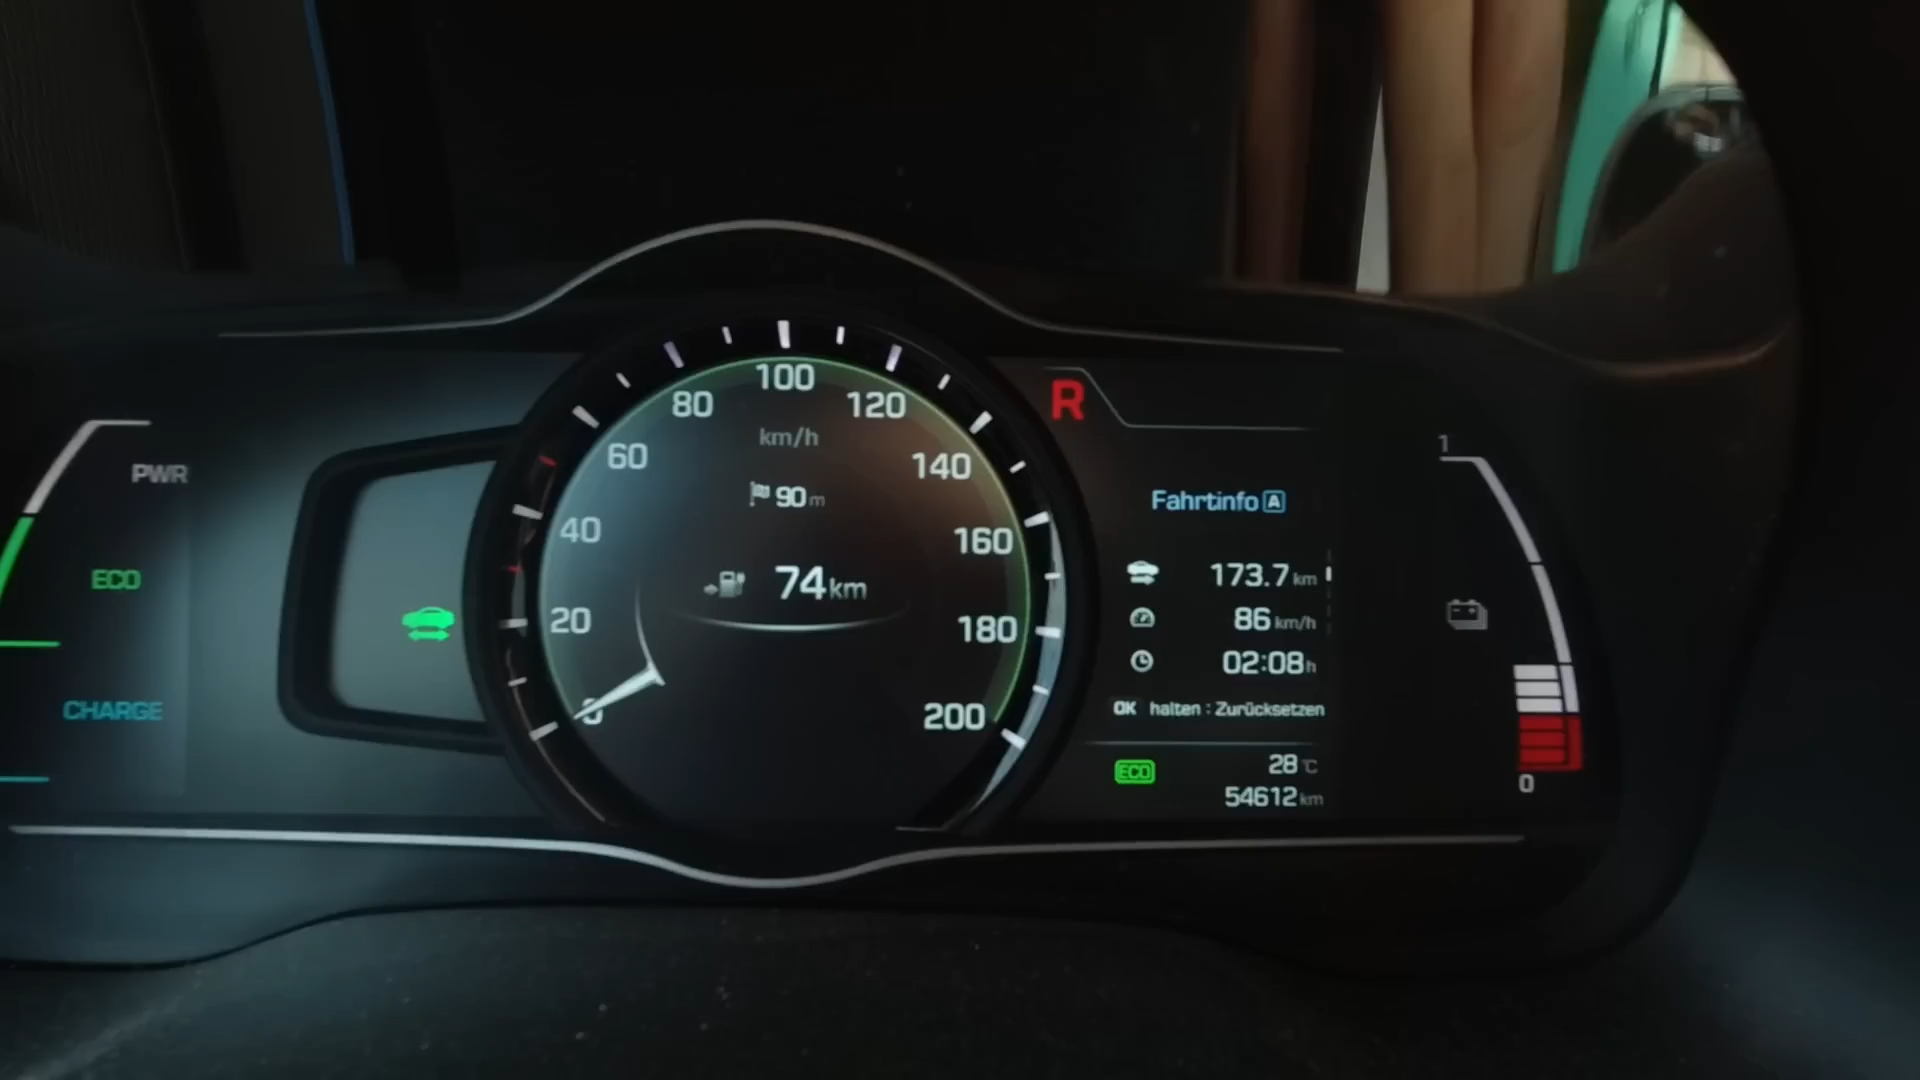 PWR
ECO
CHARGE
100
80
120
km/h
60
140
90 m
40
160
74 km
20
180
0
200
R
Fahrtinfo A
173.7 km
86 km/h
02:08 h
OK halten : Zurücksetzen
ECO
28 °C
54612 km
1
0